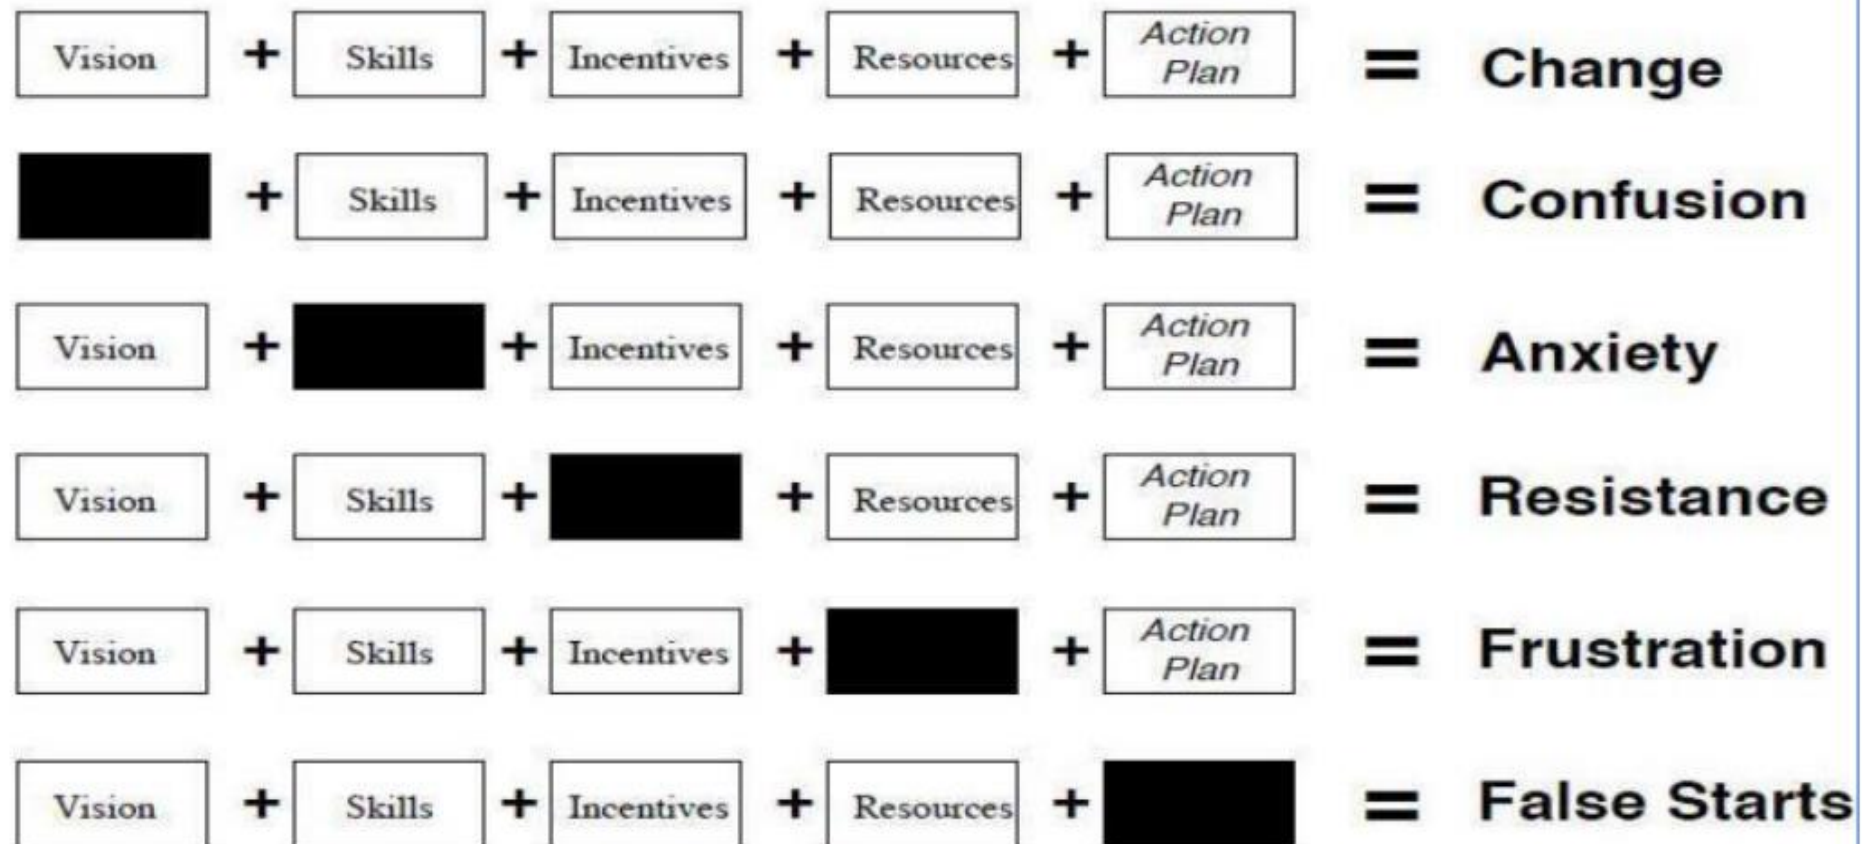 Vision + Skills + Incentives + Resources + Action Plan = Change
+ Skills + Incentives + Resources + Action Plan = Confusion
Vision + + Incentives + Resources + Action Plan = Anxiety
Vision + Skills + + Resources + Action Plan = Resistance
Vision + Skills + Incentives + + Action Plan = Frustration
Vision + Skills + Incentives + Resources + = False Starts